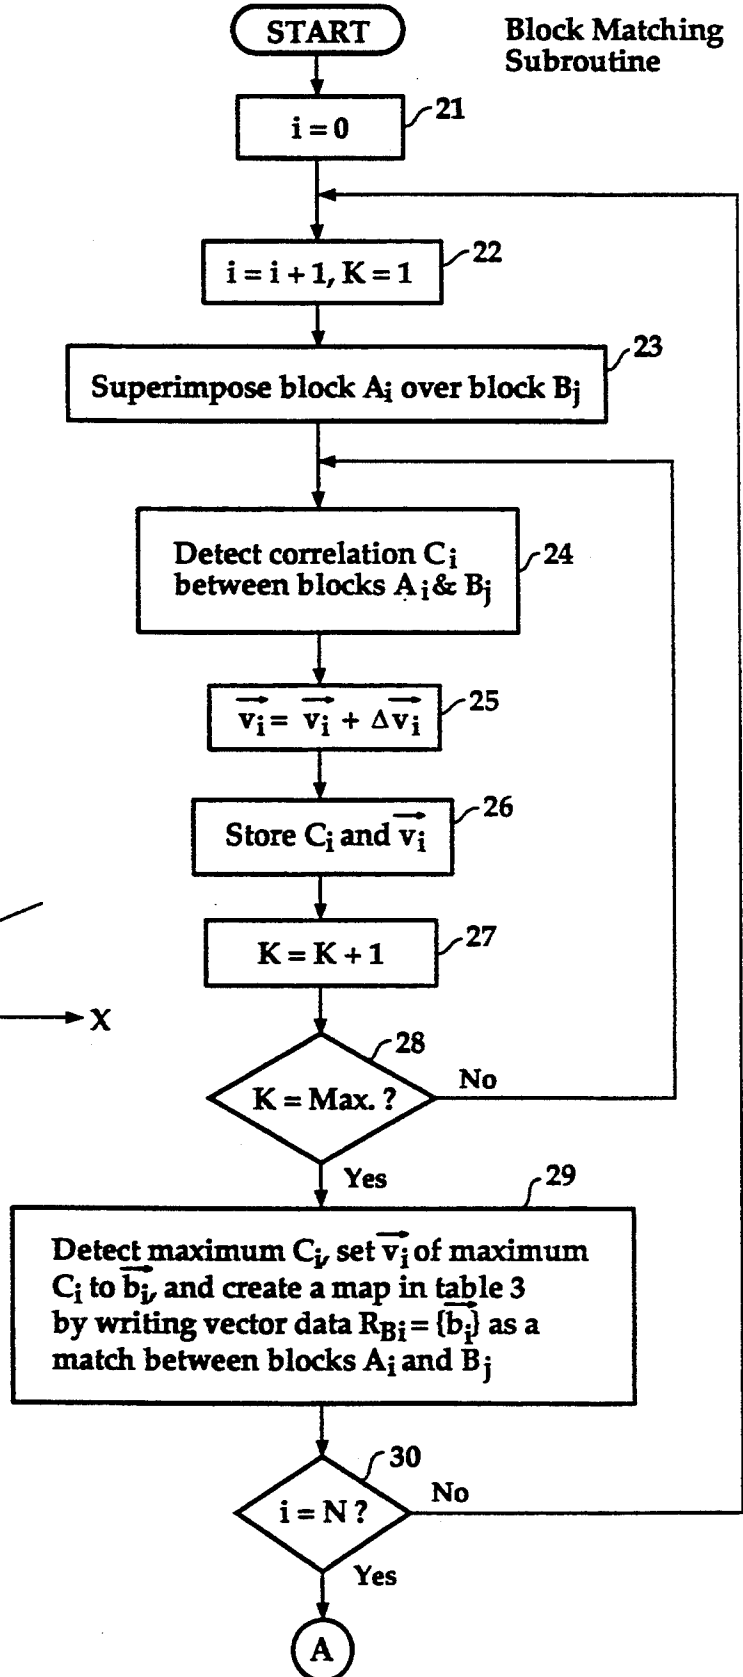 START
Block Matching
Subroutine
21
i = 0
22
i = i + 1, K = 1
23
Superimpose block Ai over block Bj
24
Detect correlation Ci
between blocks Ai & Bj
25
vi = vi + Δvi
26
Store Ci and vi
27
K = K + 1
X
28
K = Max. ?
No
Yes
29
Detect maximum Ci, set vi of maximum
Ci to bi, and create a map in table 3
by writing vector data RBi = {bi} as a
match between blocks Ai and Bj
30
i = N ?
No
Yes
A